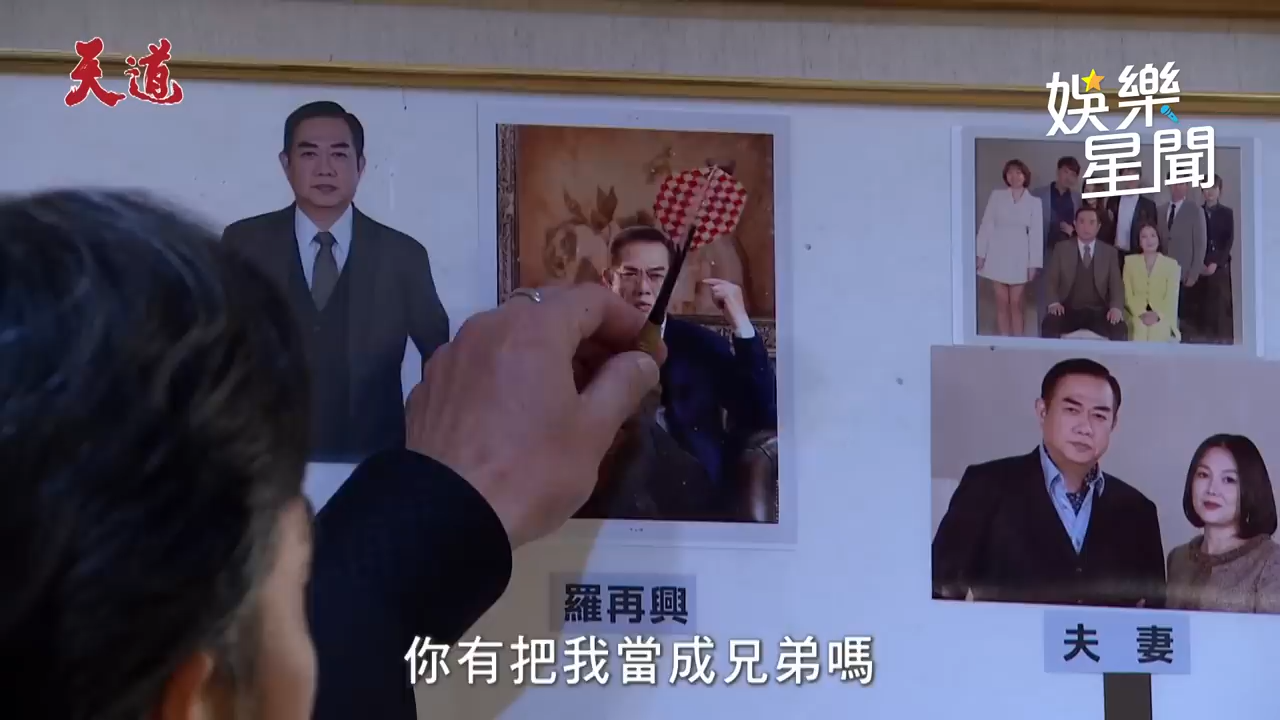 天道
娛樂
星聞
羅再興
夫妻
你有把我當成兄弟嗎